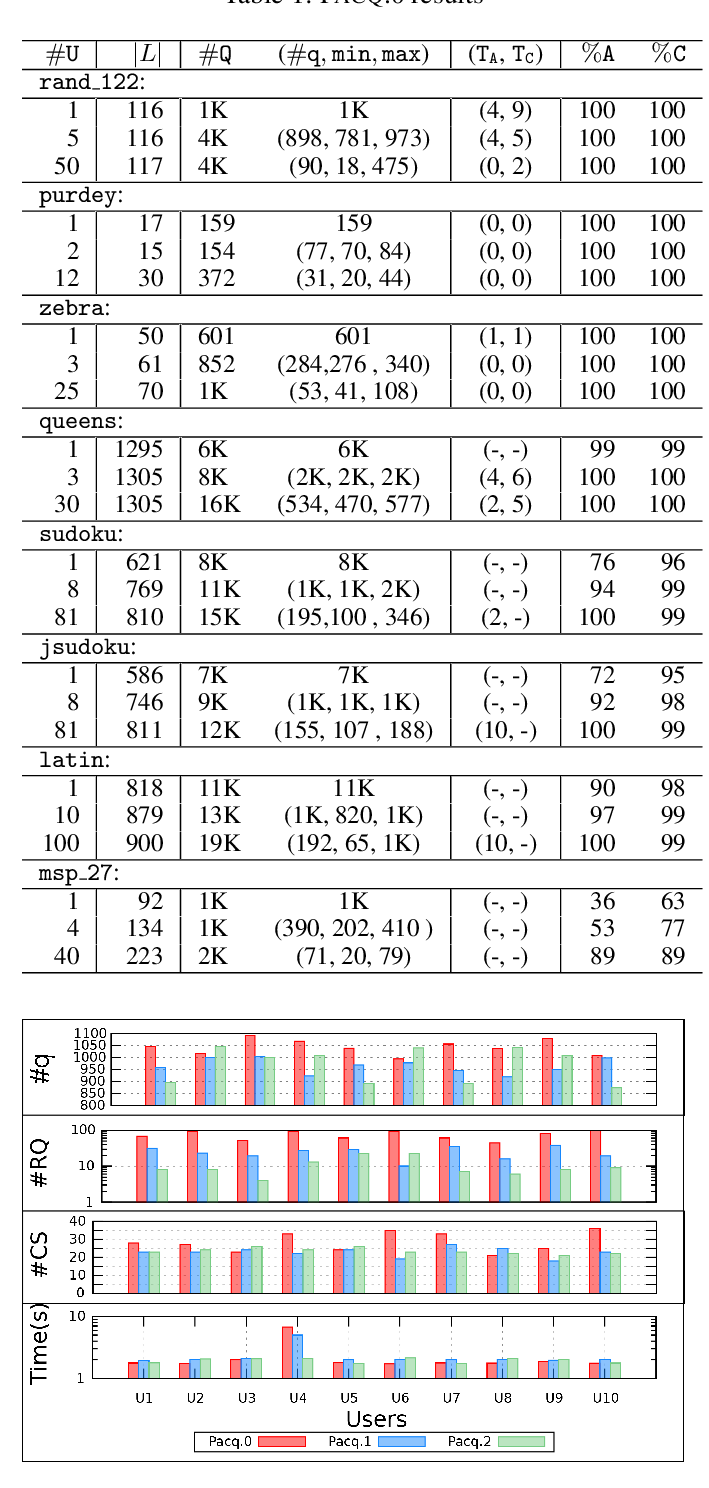 Table 1: PACQ.0 results
#U |L| #Q (#q, min, max) (TA, TC) %A %C
rand_122:
1 116 1K 1K (4, 9) 100 100
5 116 4K (898, 781, 973) (4, 5) 100 100
50 117 4K (90, 18, 475) (0, 2) 100 100
purdey:
1 17 159 159 (0, 0) 100 100
2 15 154 (77, 70, 84) (0, 0) 100 100
12 30 372 (31, 20, 44) (0, 0) 100 100
zebra:
1 50 601 601 (1, 1) 100 100
3 61 852 (284,276 , 340) (0, 0) 100 100
25 70 1K (53, 41, 108) (0, 0) 100 100
queens:
1 1295 6K 6K (-, -) 99 99
3 1305 8K (2K, 2K, 2K) (4, 6) 100 100
30 1305 16K (534, 470, 577) (2, 5) 100 100
sudoku:
1 621 8K 8K (-, -) 76 96
8 769 11K (1K, 1K, 2K) (-, -) 94 99
81 810 15K (195,100 , 346) (2, -) 100 99
jsudoku:
1 586 7K 7K (-, -) 72 95
8 746 9K (1K, 1K, 1K) (-, -) 92 98
81 811 12K (155, 107 , 188) (10, -) 100 99
latin:
1 818 11K 11K (-, -) 90 98
10 879 13K (1K, 820, 1K) (-, -) 97 99
100 900 19K (192, 65, 1K) (10, -) 100 99
msp_27:
1 92 1K 1K (-, -) 36 63
4 134 1K (390, 202, 410 ) (-, -) 53 77
40 223 2K (71, 20, 79) (-, -) 89 89
#q
1100
1050
1000
950
900
850
800
#RQ
100
10
1
#CS
40
30
20
10
0
Time(s)
10
1
U1 U2 U3 U4 U5 U6 U7 U8 U9 U10
Users
Pacq.0 Pacq.1 Pacq.2